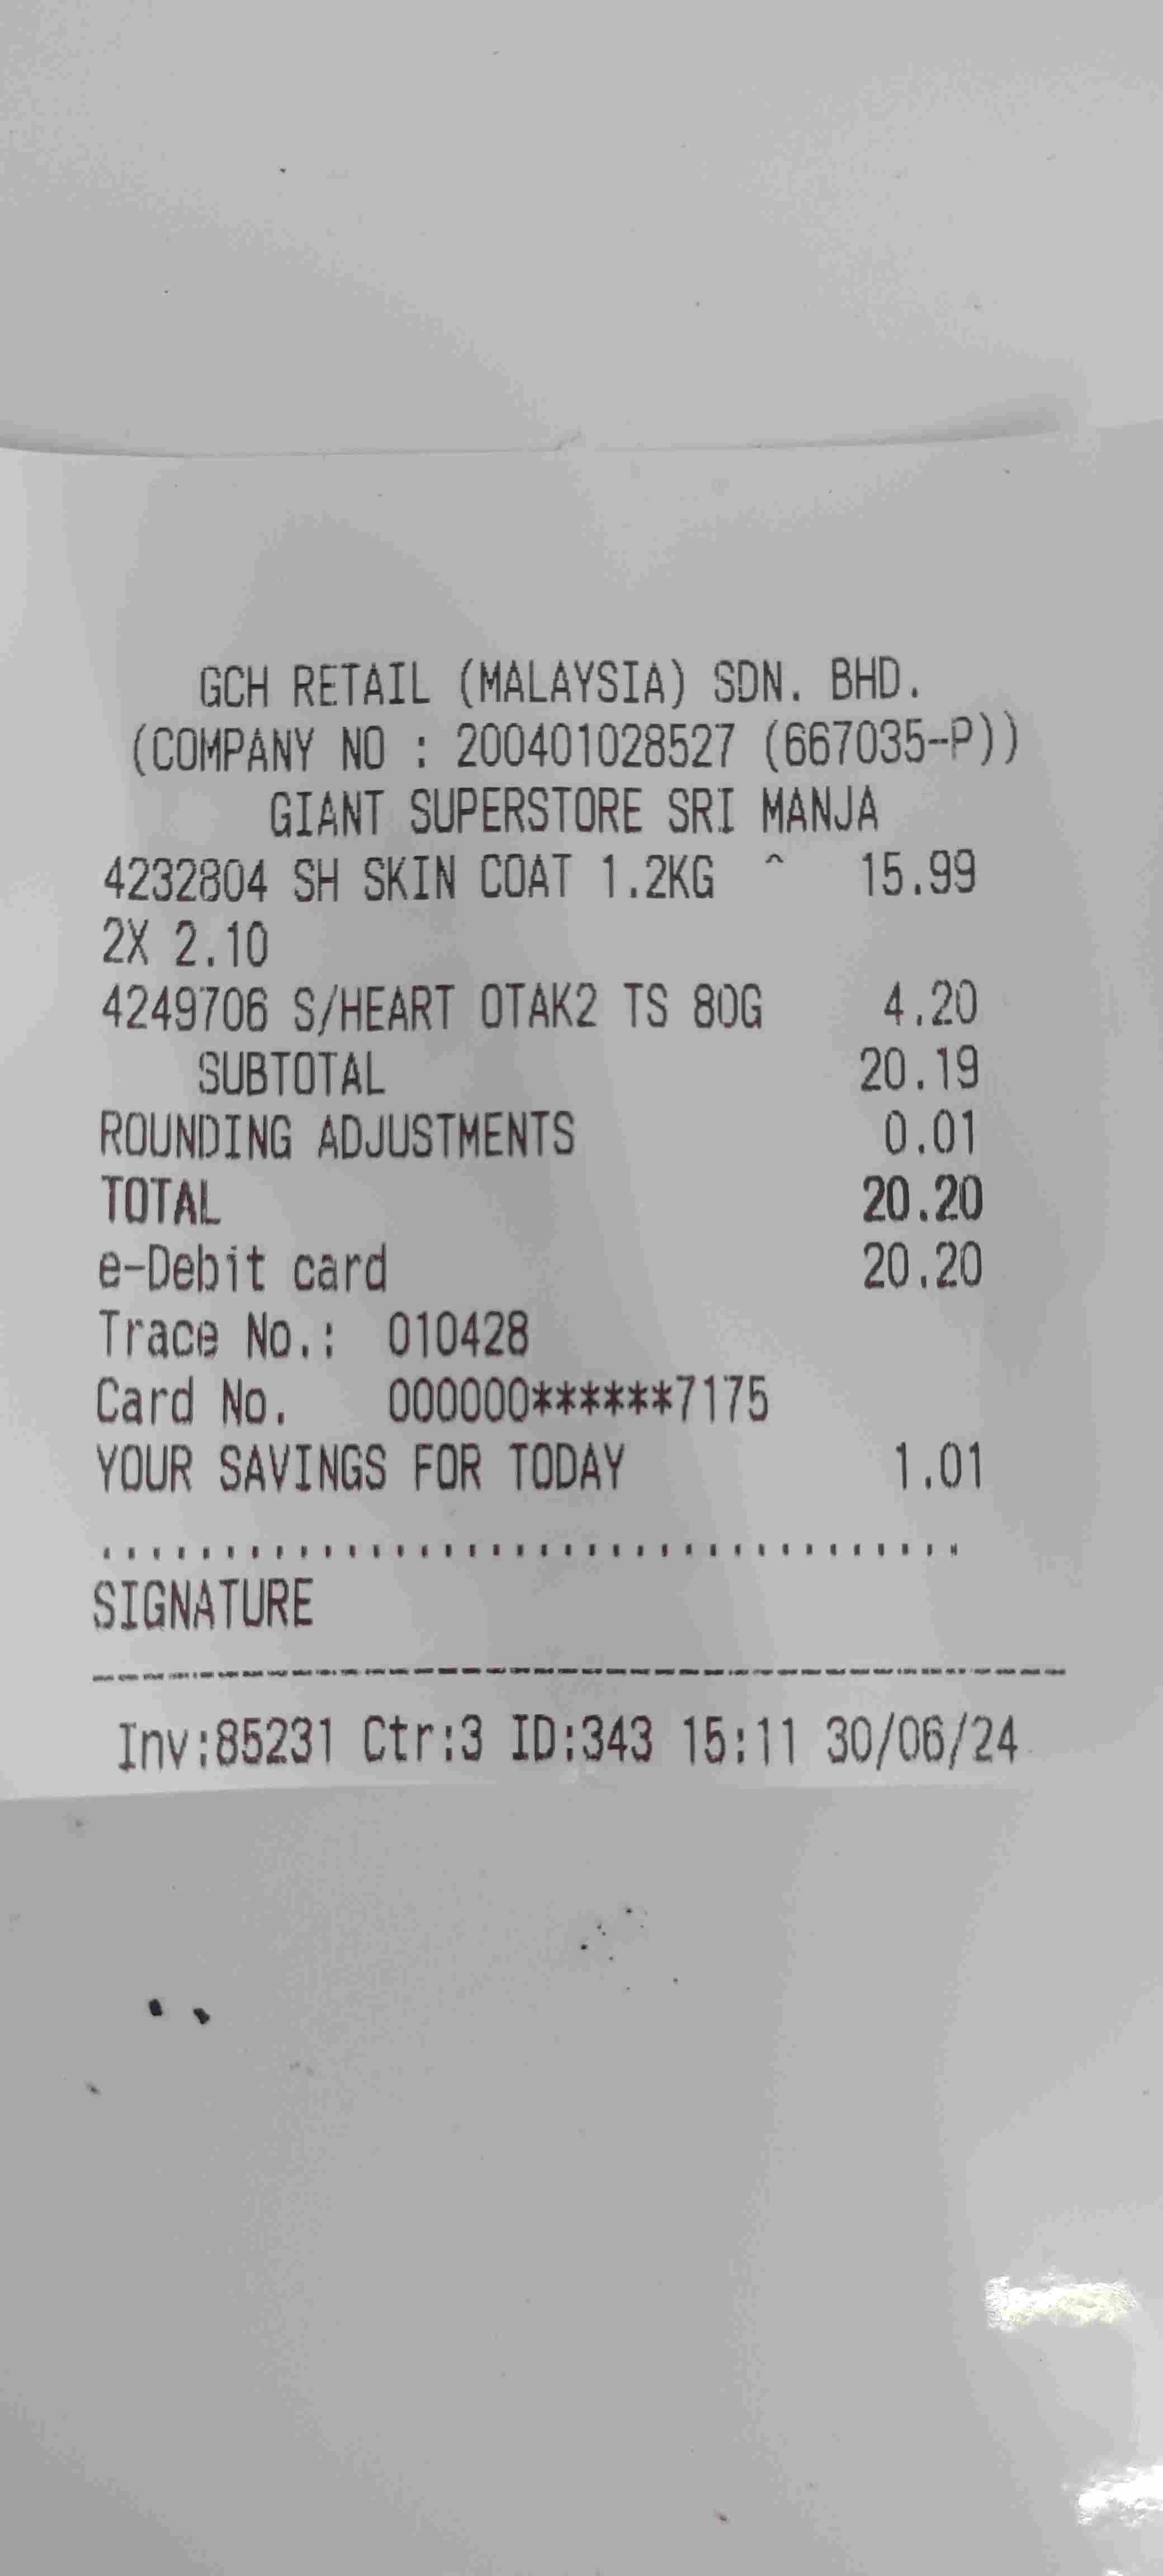 GCH RETAIL (MALAYSIA) SDN. BHD.
(COMPANY NO : 200401028527 (667035-P))
GIANT SUPERSTORE SRI MANJA
4232804 SH SKIN COAT 1.2KG ^ 15.99
2X 2.10
4249706 S/HEART OTAK2 TS 80G 4.20
SUBTOTAL 20.19
ROUNDING ADJUSTMENTS 0.01
TOTAL 20.20
e-Debit card 20.20
Trace No.: 010428
Card No. 000000******7175
YOUR SAVINGS FOR TODAY 1.01
....................................
SIGNATURE
----------------------------------------
Inv:85231 Ctr:3 ID:343 15:11 30/06/24